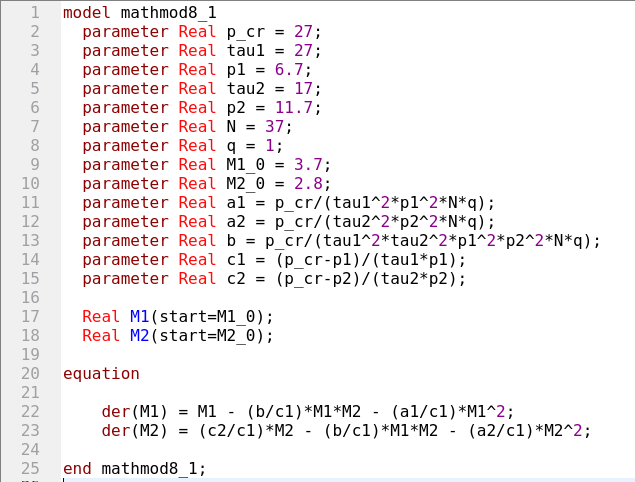 1 model mathmod8_1
2   parameter Real p_cr = 27;
3   parameter Real tau1 = 27;
4   parameter Real p1 = 6.7;
5   parameter Real tau2 = 17;
6   parameter Real p2 = 11.7;
7   parameter Real N = 37;
8   parameter Real q = 1;
9   parameter Real M1_0 = 3.7;
10   parameter Real M2_0 = 2.8;
11   parameter Real a1 = p_cr/(tau1^2*p1^2*N*q);
12   parameter Real a2 = p_cr/(tau2^2*p2^2*N*q);
13   parameter Real b = p_cr/(tau1^2*tau2^2*p1^2*p2^2*N*q);
14   parameter Real c1 = (p_cr-p1)/(tau1*p1);
15   parameter Real c2 = (p_cr-p2)/(tau2*p2);
16
17   Real M1(start=M1_0);
18   Real M2(start=M2_0);
19
20 equation
21
22     der(M1) = M1 - (b/c1)*M1*M2 - (a1/c1)*M1^2;
23     der(M2) = (c2/c1)*M2 - (b/c1)*M1*M2 - (a2/c1)*M2^2;
24
25 end mathmod8_1;